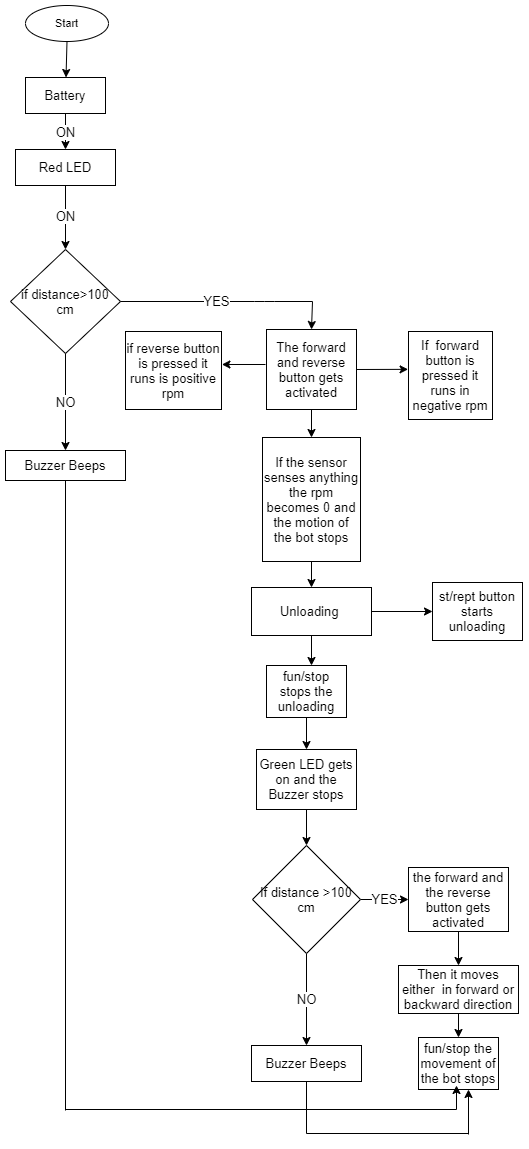 Start
Battery
ON
Red LED
ON
if distance>100
cm
YES
NO
Buzzer Beeps
if reverse button
is pressed it
runs is positive
rpm
The forward
and reverse
button gets
activated
If  forward
button is
pressed it
runs in
negative rpm
If the sensor
senses anything
the rpm
becomes 0 and
the motion of
the bot stops
Unloading
st/rept button
starts
unloading
fun/stop
stops the
unloading
Green LED gets
on and the
Buzzer stops
If distance >100
cm
YES
the forward and
the reverse
button gets
activated
Then it moves
either  in forward or
backward direction
NO
Buzzer Beeps
fun/stop the
movement of
the bot stops